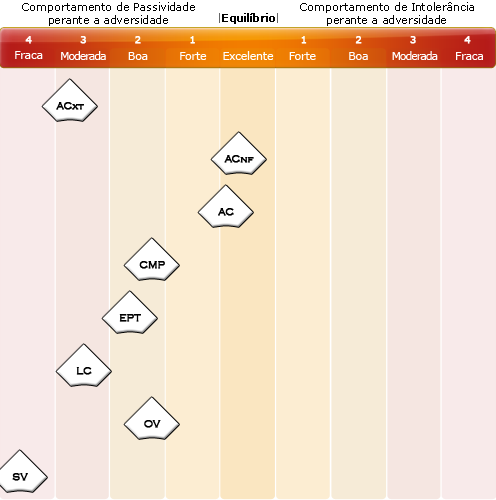 Comportamento de Passividade
perante a adversidade
|Equilíbrio|
Comportamento de Intolerância
perante a adversidade
4 3 2 1 1 2 3 4
Fraca Moderada Boa Forte Excelente Forte Boa Moderada Fraca
ACXT
ACNF
AC
CMP
EPT
LC
OV
SV